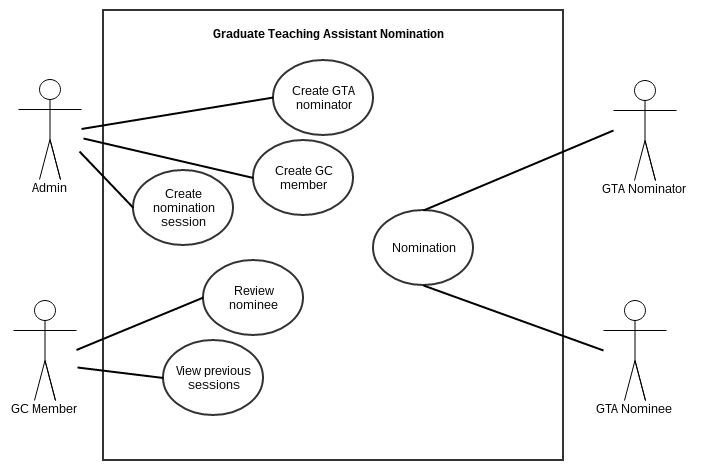 Graduate Teaching Assistant Nomination
Create GTA
nominator
Admin
Create GC
member
Create
nomination
session
GTA Nominator
Nomination
Review
nominee
View previous
sessions
GC Member
GTA Nominee